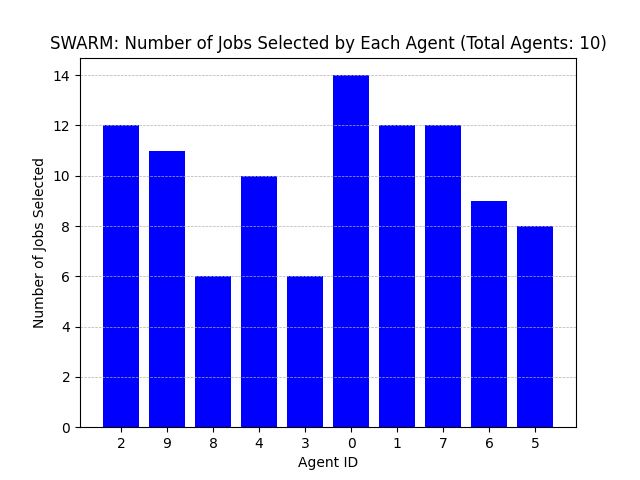 SWARM: Number of Jobs Selected by Each Agent (Total Agents: 10)
Number of Jobs Selected
14
12
10
8
6
4
2
0
2 9 8 4 3 0 1 7 6 5
Agent ID